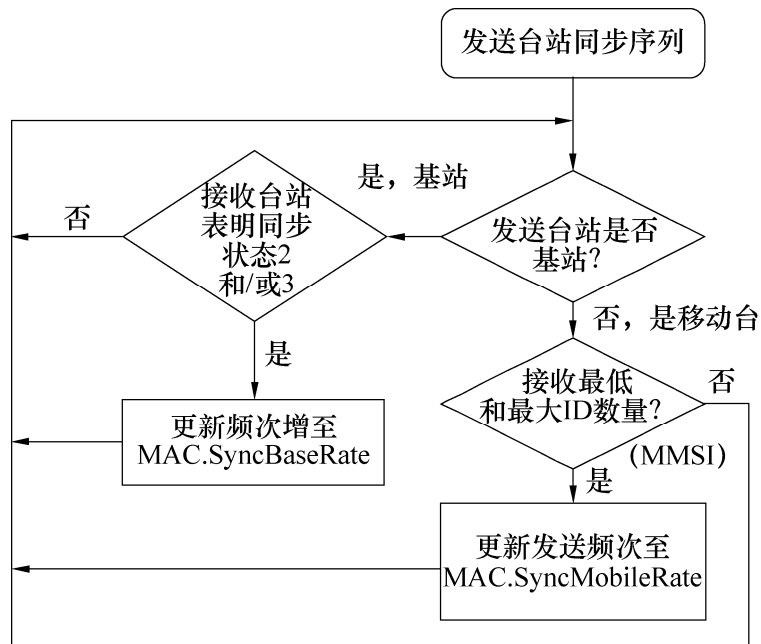 发送台站同步序列
是，基站
接收台站
表明同步
状态2
和/或3
否
发送台站是否
基站？
否，是移动台
是
接收最低
和最大ID数量？
否
(MMSI)
更新频次增至
MAC.SyncBaseRate
是
更新发送频次至
MAC.SyncMobileRate